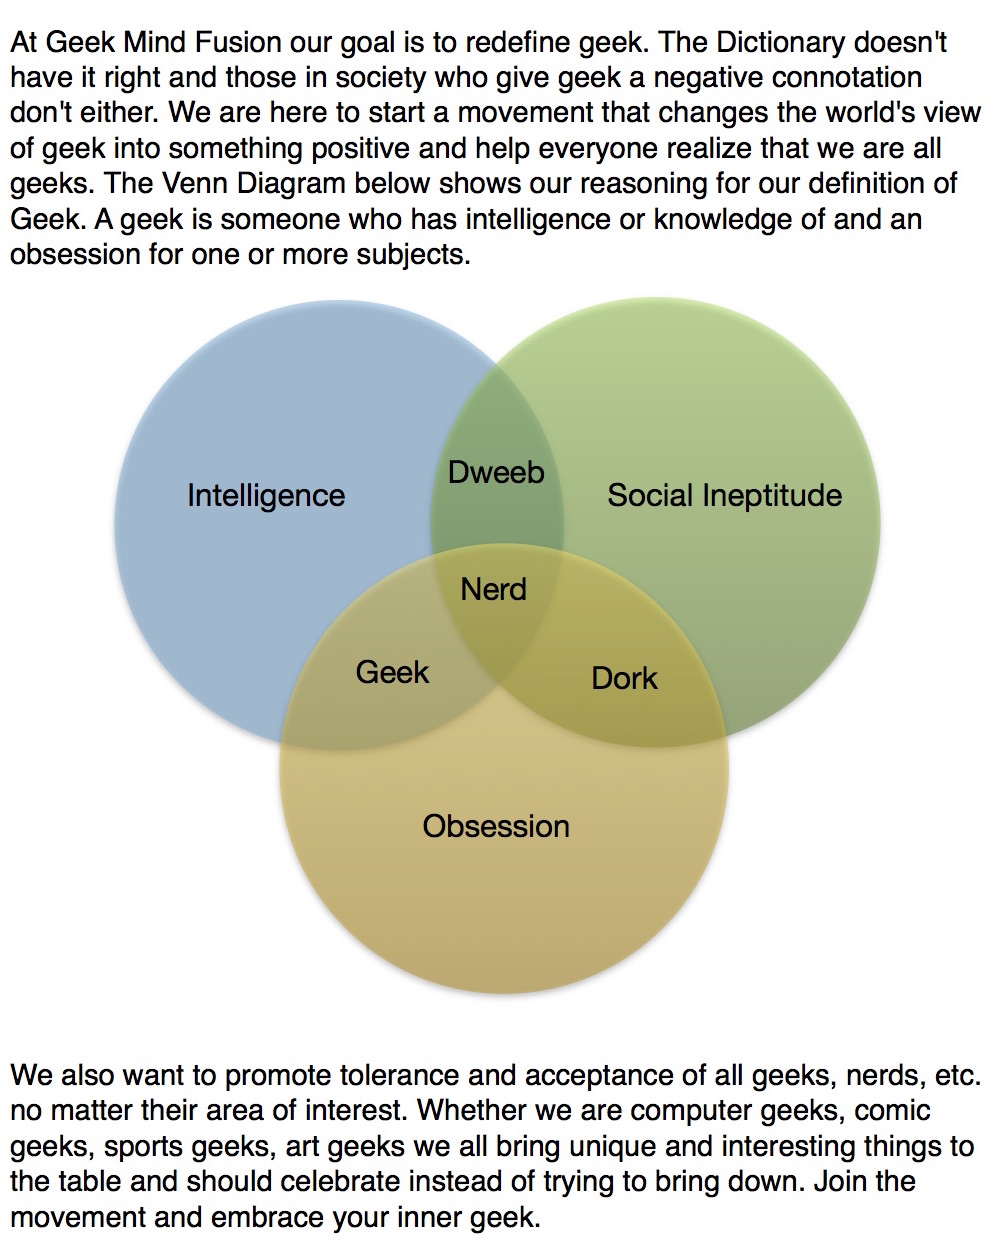 At Geek Mind Fusion our goal is to redefine geek. The Dictionary doesn't
have it right and those in society who give geek a negative connotation
don't either. We are here to start a movement that changes the world's view
of geek into something positive and help everyone realize that we are all
geeks. The Venn Diagram below shows our reasoning for our definition of
Geek. A geek is someone who has intelligence or knowledge of and an
obsession for one or more subjects.
Dweeb
Intelligence
Social Ineptitude
Nerd
Geek
Dork
Obsession
We also want to promote tolerance and acceptance of all geeks, nerds, etc.
no matter their area of interest. Whether we are computer geeks, comic
geeks, sports geeks, art geeks we all bring unique and interesting things to
the table and should celebrate instead of trying to bring down. Join the
movement and embrace your inner geek.